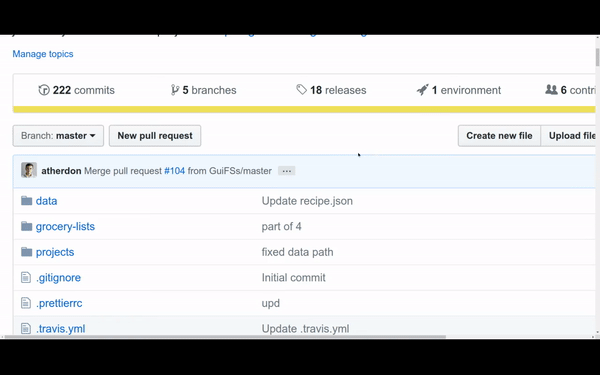 Manage topics
222 commits 5 branches 18 releases 1 environment 6 contri
Branch: master New pull request Create new file Upload file
atherdon Merge pull request #104 from GuiFSs/master ...
data Update recipe.json
grocery-lists part of 4
projects fixed data path
.gitignore Initial commit
.prettierrc upd
.travis.yml Update .travis.yml